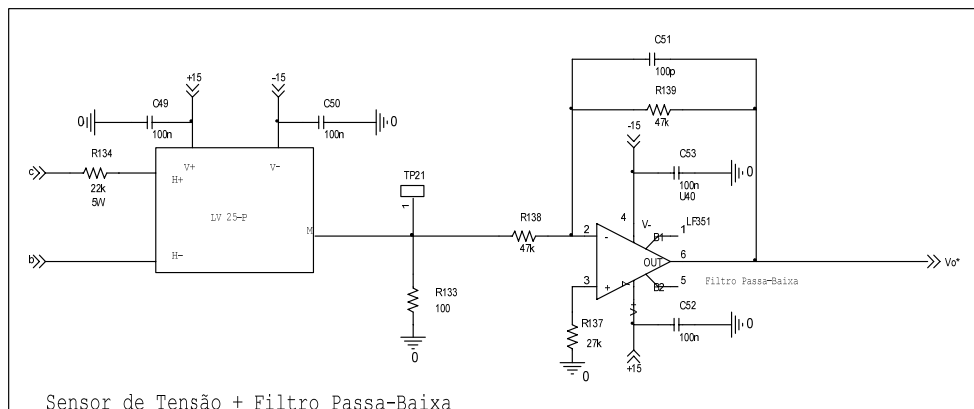 C51
100p
R139
47k
+15
-15
-15
C49
100n
C50
100n
0
0
R134
22k
5W
c
V+
V-
H+
LV 25-P
M
H-
b
TP21
1
R138
47k
C53
100n
0
U40
LF351
4
V-
1
B1
2
-
OUT
6
Vo*
3
+
B2
5
Filtro Passa-Baixa
R133
100
0
R137
27k
0
7
V+
C52
100n
0
+15
Sensor de Tensão + Filtro Passa-Baixa